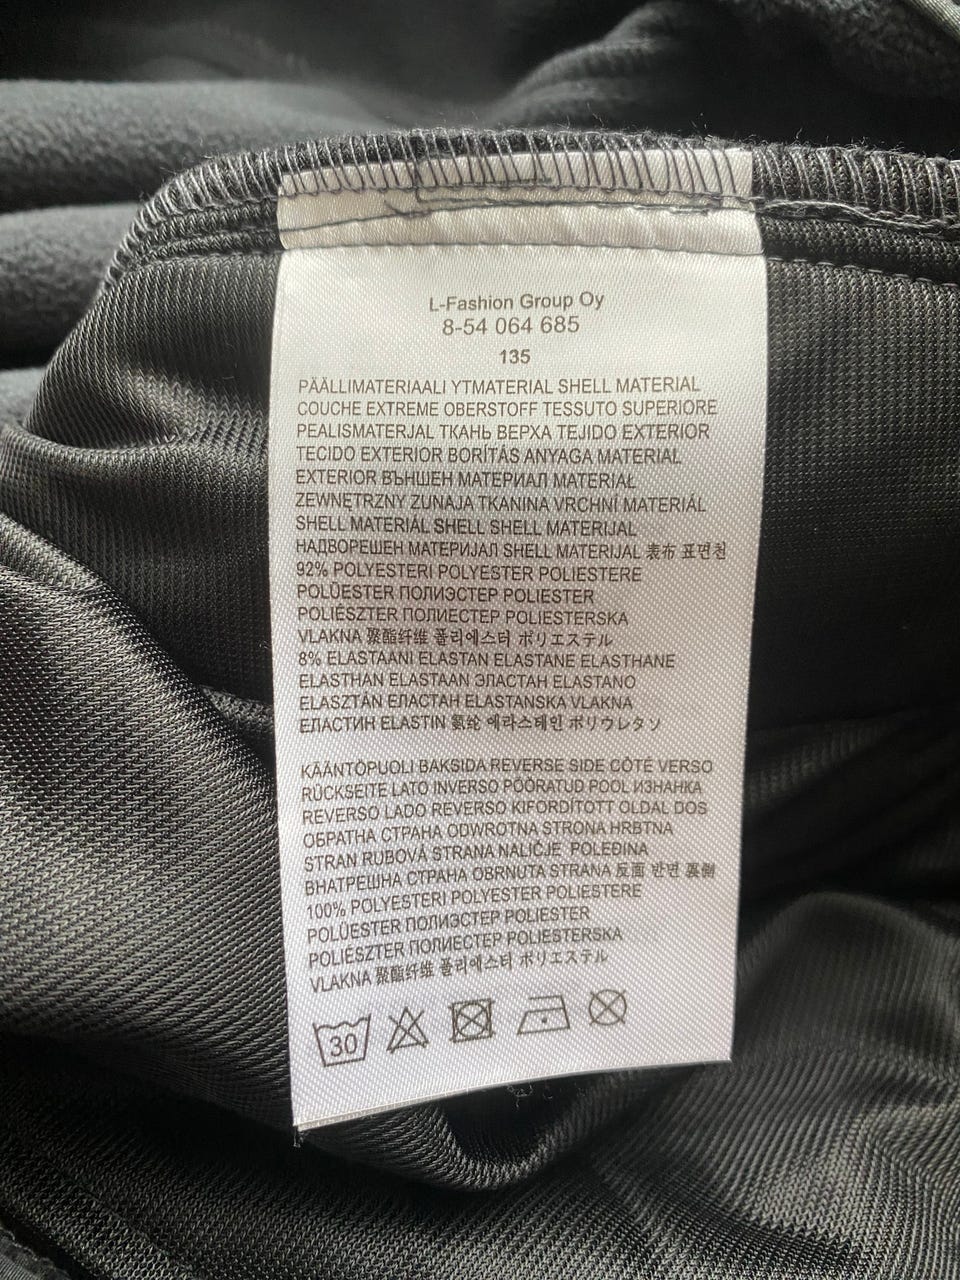 L-Fashion Group Oy
8-54 064 685
135
PÄÄLLIMATERIAALI YTMATERIAL SHELL MATERIAL
COUCHE EXTREME OBERSTOFF TESSUTO SUPERIORE
PEALISMATERJAL ТКАНЬ ВЕРХА TEJIDO EXTERIOR
TECIDO EXTERIOR BORÍTÁS ANYAGA MATERIAL
EXTERIOR ВЪНШЕН МАТЕРИАЛ MATERIAŁ
ZEWNĘTRZNY ZUNAJA TKANINA VRCHNÍ MATERIÁL
SHELL MATERIÁL SHELL SHELL MATERIJAL
НАДВОРЕШЕН МАТЕРИЈАЛ SHELL MATERIJAL 表布 표면천
92% POLYESTERI POLYESTER POLIESTERE
POLÜESTER ПОЛИЭСТЕР POLIESTER
POLIÉSZTER ПОЛИЕСТЕР POLIESTERSKA
VLAKNA 聚酯纤维 폴리에스터 ポリエステル
8% ELASTAANI ELASTAN ELASTANE ELASTHANE
ELASTHAN ELASTAAN ЭЛАСТАН ELASTANO
ELASZTÁN ЕЛАСТАН ELASTANSKA VLAKNA
ЕЛАСТИН ELASTIN 氨纶 에라스테인 ポリウレタソ
KÄÄNTÖPUOLI BAKSIDA REVERSE SIDE CÔTÉ VERSO
RÜCKSEITE LATO INVERSO PÖÖRATUD POOL ИЗНАНКА
REVERSO LADO REVERSO KIFORDÍTOTT OLDAL DOS
ОБРАТНА СТРАНА ODWROTNA STRONA HRBTNA
STRAN RUBOVÁ STRANA NALIČJE POLEĐINA
ВНАТРЕШНА СТРАНА OBRNUTA STRANA 反面 반면 裏側
100% POLYESTERI POLYESTER POLIESTERE
POLÜESTER ПОЛИЭСТЕР POLIESTER
POLIÉSZTER ПОЛИЕСТЕР POLIESTERSKA
VLAKNA 聚酯纤维 폴리에스터 ポリエステル
30